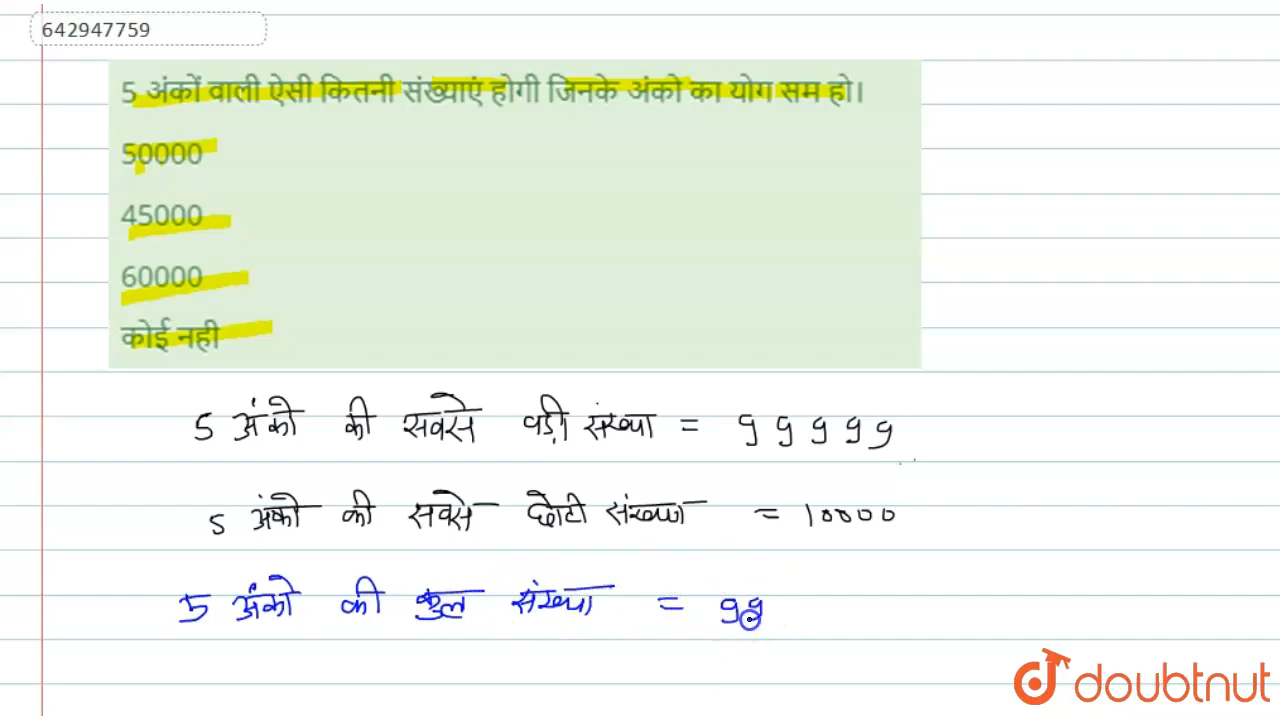 642947759
5 अंकों वाली ऐसी कितनी संख्याएं होगी जिनके अंको का योग सम हो।
50000
45000
60000
कोई नही
5 अंको की सबसे बड़ी संख्या = 99999
5 अंको की सबसे छोटी संख्या = 10000
5 अंको की कुल संख्या = 99
doubtnut